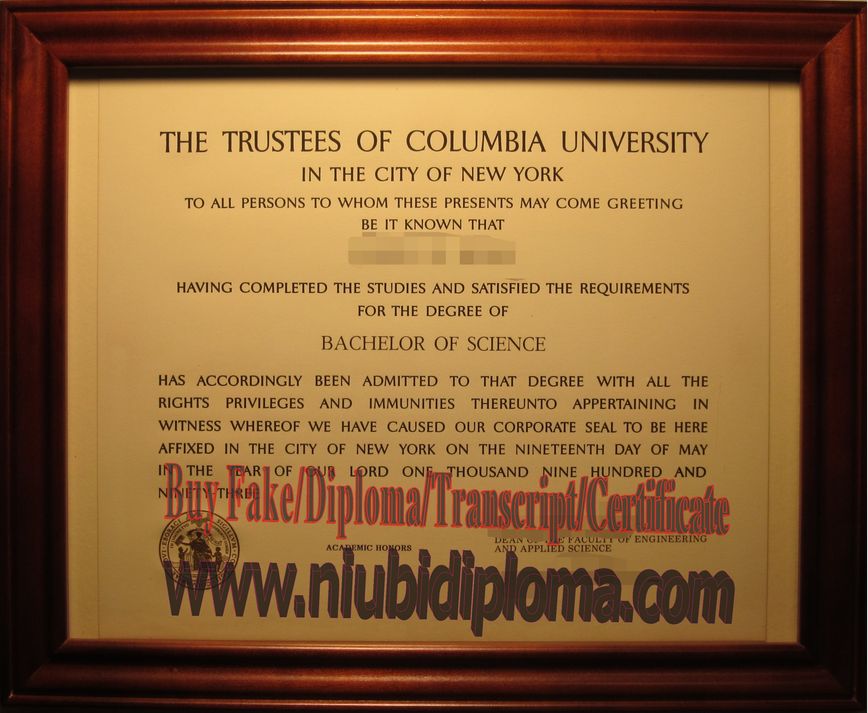 THE TRUSTEES OF COLUMBIA UNIVERSITY
IN THE CITY OF NEW YORK
TO ALL PERSONS TO WHOM THESE PRESENTS MAY COME GREETING
BE IT KNOWN THAT
HAVING COMPLETED THE STUDIES AND SATISFIED THE REQUIREMENTS
FOR THE DEGREE OF
BACHELOR OF SCIENCE
HAS ACCORDINGLY BEEN ADMITTED TO THAT DEGREE WITH ALL THE
RIGHTS PRIVILEGES AND IMMUNITIES THEREUNTO APPERTAINING IN
WITNESS WHEREOF WE HAVE CAUSED OUR CORPORATE SEAL TO BE HERE
AFFIXED IN THE CITY OF NEW YORK ON THE NINETEENTH DAY OF MAY
IN THE YEAR OF OUR LORD ONE THOUSAND NINE HUNDRED AND
NINETY-THREE
Buy Fake/Diploma/Transcript/Certificate
DEAN OF THE FACULTY OF ENGINEERING
ACADEMIC HONORS
AND APPLIED SCIENCE
www.niubidiploma.com